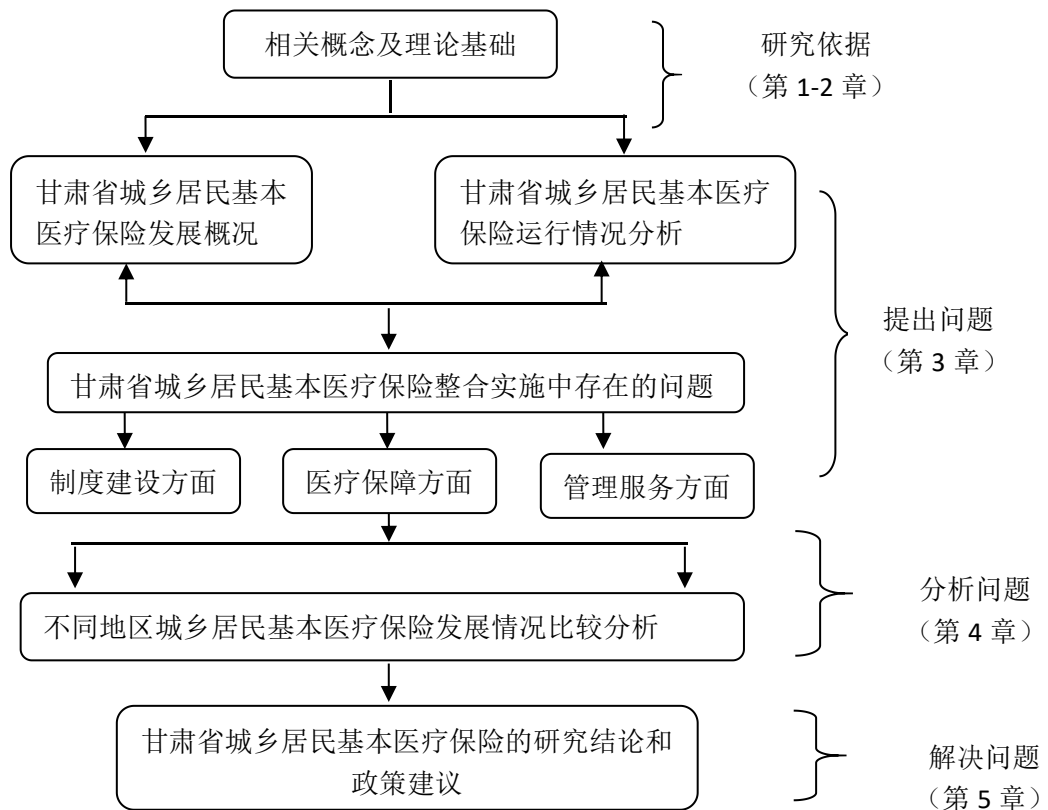 相关概念及理论基础
研究依据
（第 1-2 章）
甘肃省城乡居民基本
医疗保险发展概况
甘肃省城乡居民基本医疗
保险运行情况分析
提出问题
（第 3 章）
甘肃省城乡居民基本医疗保险整合实施中存在的问题
制度建设方面
医疗保障方面
管理服务方面
分析问题
（第 4 章）
不同地区城乡居民基本医疗保险发展情况比较分析
甘肃省城乡居民基本医疗保险的研究结论和
政策建议
解决问题
（第 5 章）